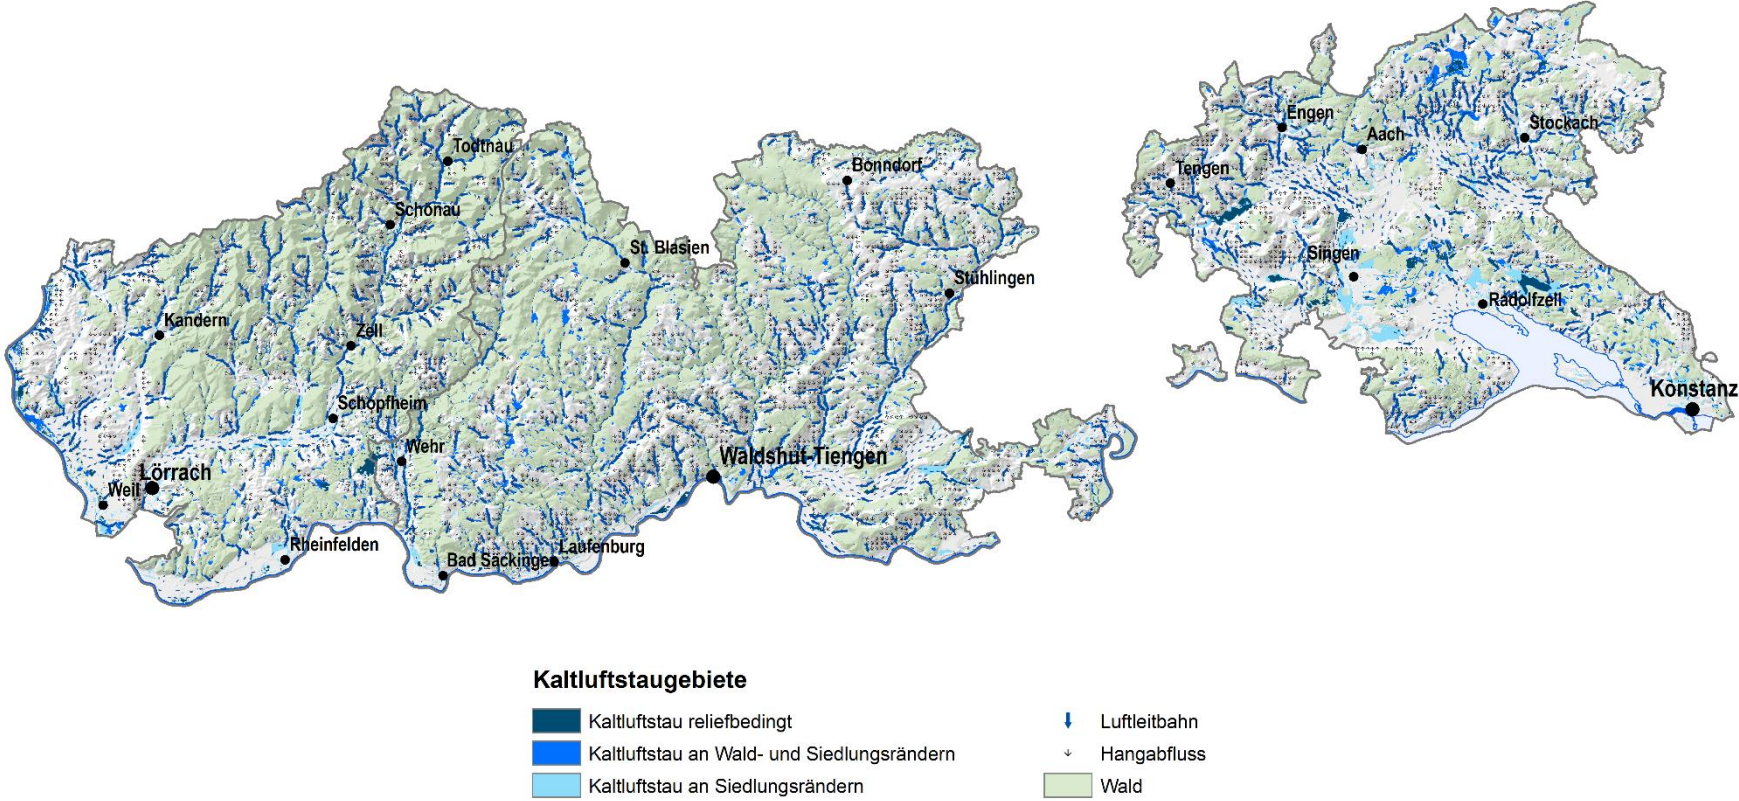 Engen
Aach
Stockach
Todtnau
Bonndorf
Tengen
Schönau
St. Blasien
Singen
Stühlingen
Radolfzell
Kandern
Zell
Konstanz
Schopfheim
Wehr
Waldshut-Tiengen
Lörrach
Weil
Rheinfelden
Laufenburg
Bad Säckinge
Kaltluftstaugebiete
Kaltluftstau reliefbedingt
Luftleitbahn
Kaltluftstau an Wald- und Siedlungsrändern
Hangabfluss
Kaltluftstau an Siedlungsrändern
Wald